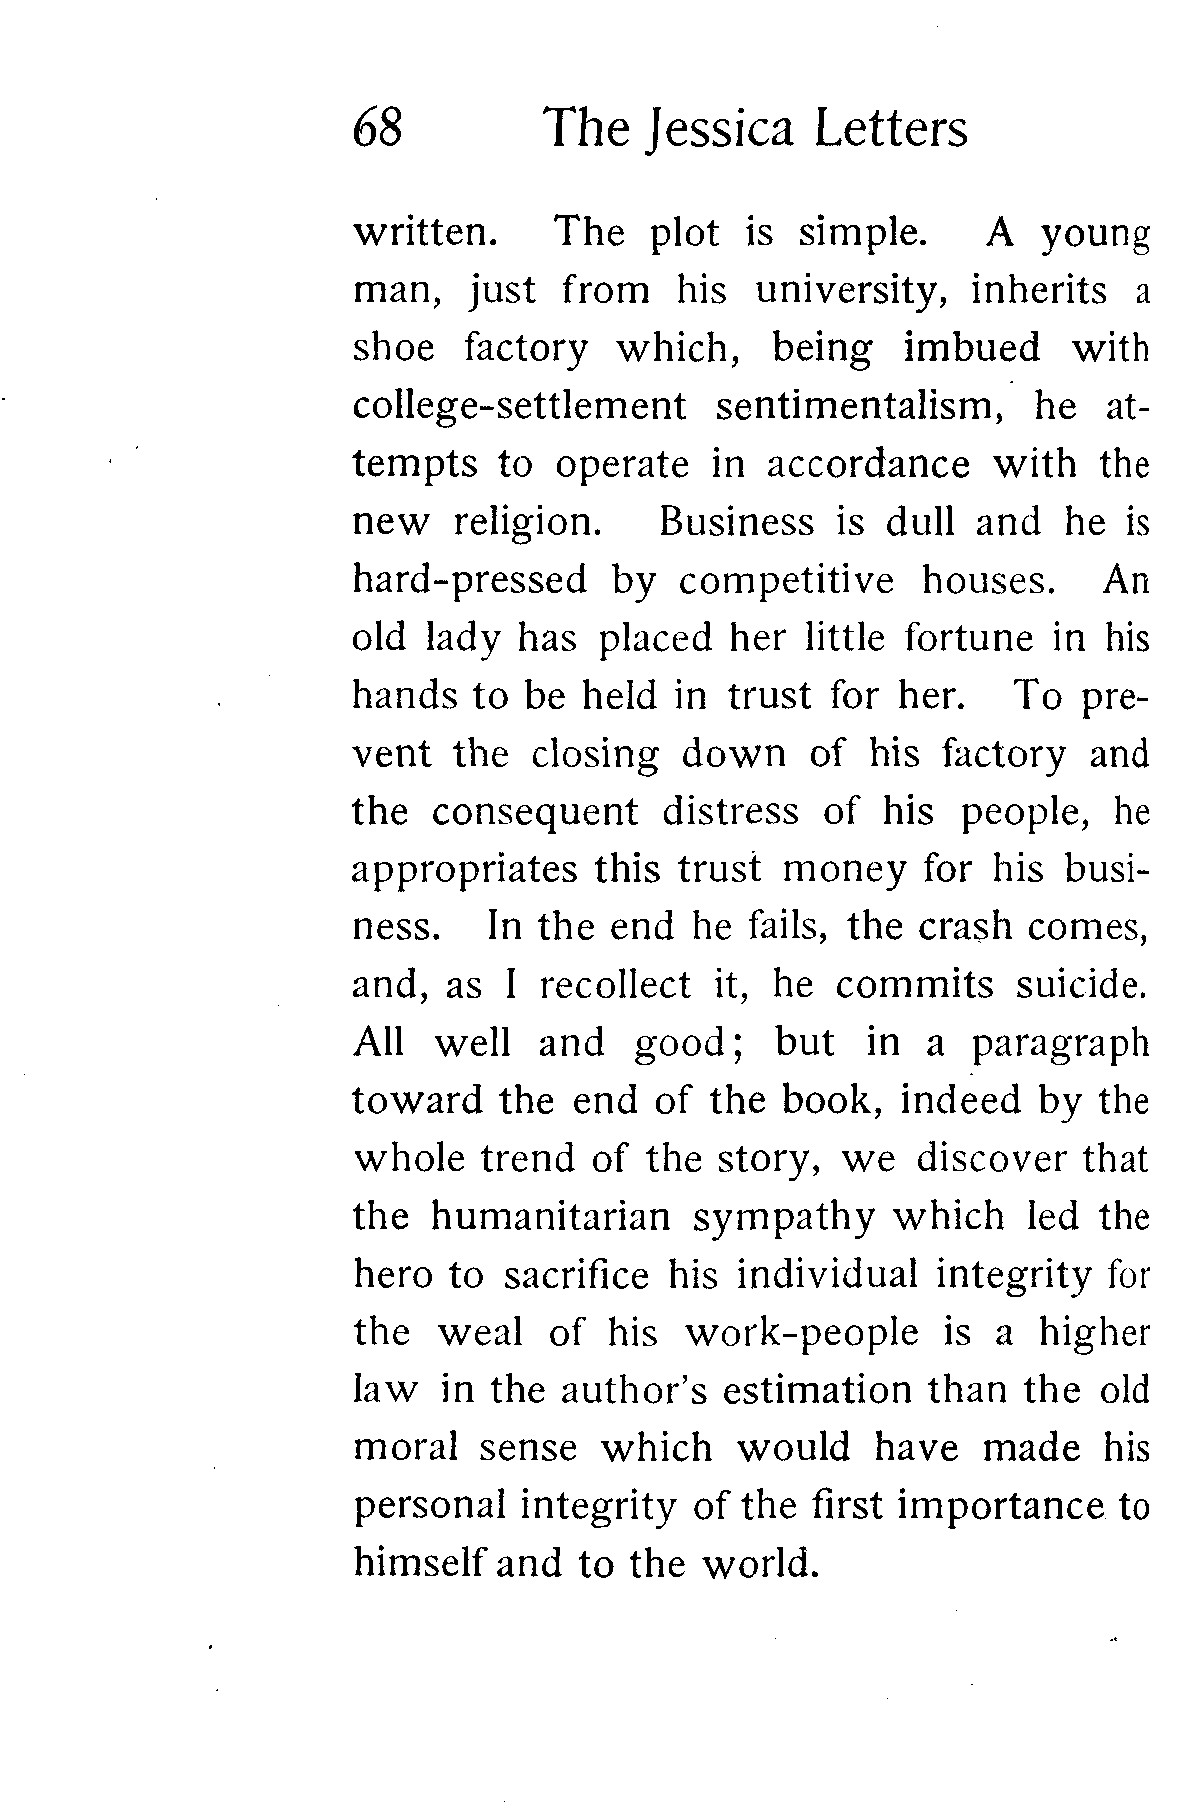 68 The Jessica Letters
written. The plot is simple. A young
man, just from his university, inherits a
shoe factory which, being imbued with
college-settlement sentimentalism, he at-
tempts to operate in accordance with the
new religion. Business is dull and he is
hard-pressed by competitive houses. An
old lady has placed her little fortune in his
hands to be held in trust for her. To pre-
vent the closing down of his factory and
the consequent distress of his people, he
appropriates this trust money for his busi-
ness. In the end he fails, the crash comes,
and, as I recollect it, he commits suicide.
All well and good; but in a paragraph
toward the end of the book, indeed by the
whole trend of the story, we discover that
the humanitarian sympathy which led the
hero to sacrifice his individual integrity for
the weal of his work-people is a higher
law in the author's estimation than the old
moral sense which would have made his
personal integrity of the first importance to
himself and to the world.